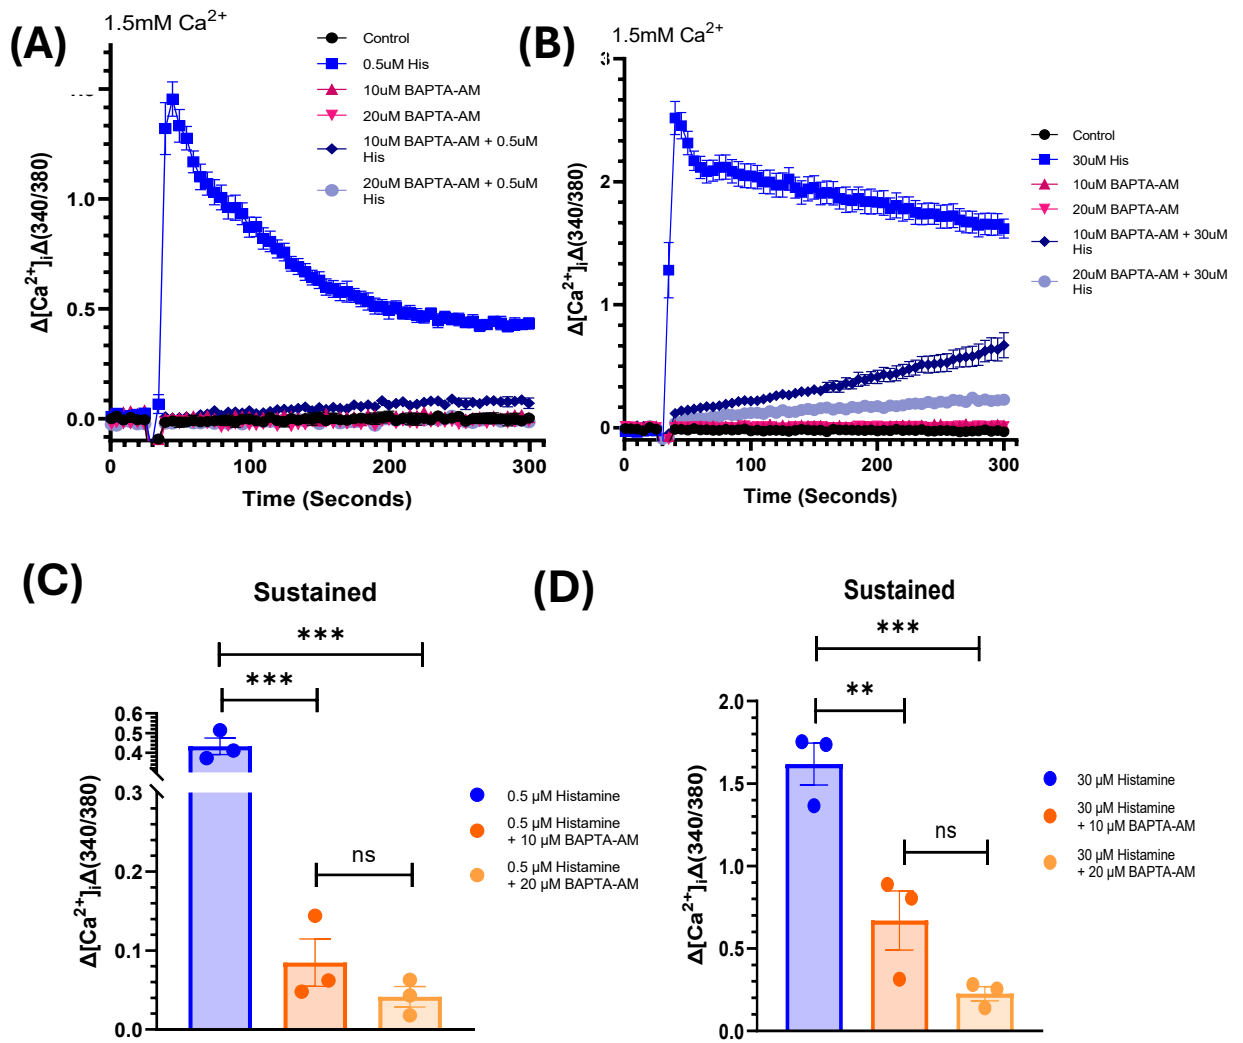 (A)
1.5mM Ca2+
Control
0.5uM His
10uM BAPTA-AM
20uM BAPTA-AM
10uM BAPTA-AM + 0.5uM
His
20uM BAPTA-AM + 0.5uM
His
Δ[Ca2+]iΔ(340/380)
1.0
0.5
0.0
0
100
200
300
Time (Seconds)
(B)
1.5mM Ca2+
Control
30uM His
10uM BAPTA-AM
20uM BAPTA-AM
10uM BAPTA-AM + 30uM
His
20uM BAPTA-AM + 30uM
His
Δ[Ca2+]iΔ(340/380)
3
2
1
0
0
100
200
300
Time (Seconds)
(C)
Sustained
***
***
ns
Δ[Ca2+]iΔ(340/380)
0.6
0.5
0.4
0.3
0.2
0.1
0.0
0.5 µM Histamine
0.5 µM Histamine
+ 10 µM BAPTA-AM
0.5 µM Histamine
+ 20 µM BAPTA-AM
(D)
Sustained
***
**
ns
Δ[Ca2+]iΔ(340/380)
2.0
1.5
1.0
0.5
0.0
30 µM Histamine
30 µM Histamine
+ 10 µM BAPTA-AM
30 µM Histamine
+ 20 µM BAPTA-AM